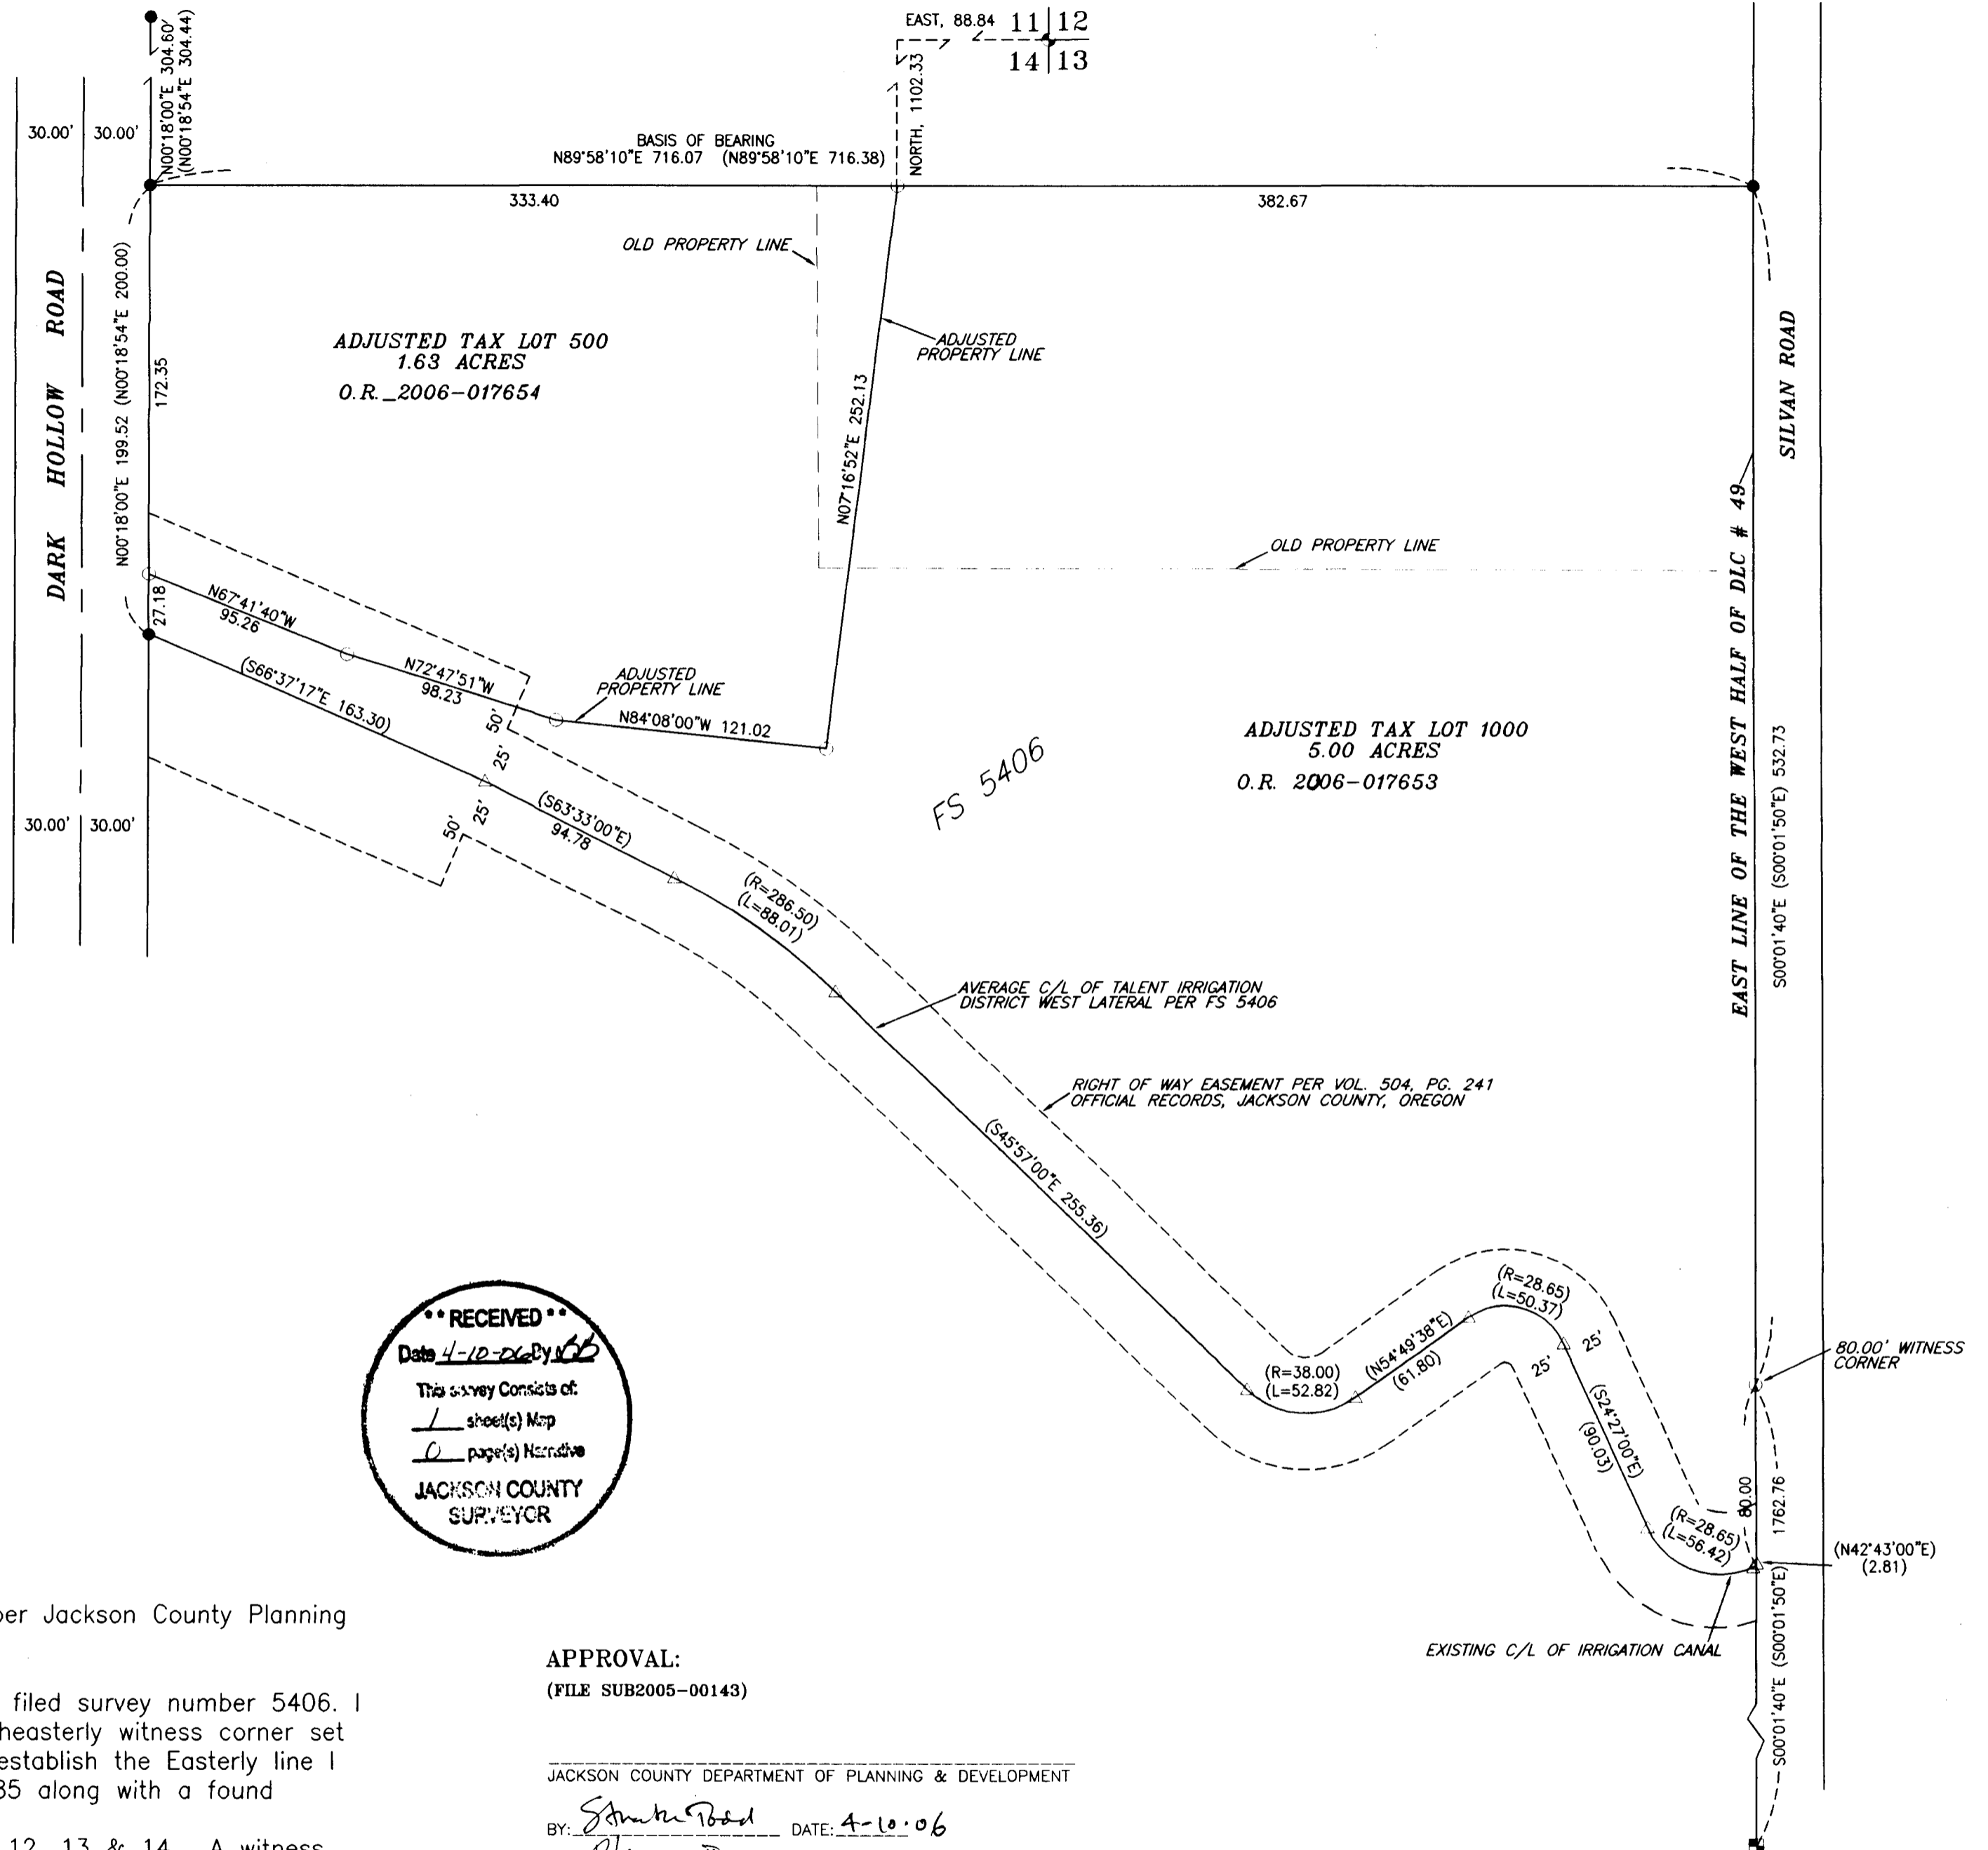 EAST, 88.84
11 12
14 13
NORTH, 1102.33
N00°18'00"E 304.60'
(N00°18'54"E 304.44)
30.00' 30.00'
BASIS OF BEARING
N89°58'10"E 716.07 (N89°58'10"E 716.38)
333.40
382.67
OLD PROPERTY LINE
ADJUSTED TAX LOT 500
1.63 ACRES
O.R._2006-017654
ADJUSTED
PROPERTY LINE
N07°16'52"E 252.13
DARK HOLLOW ROAD
N00°18'00"E 199.52 (N00°18'54"E 200.00)
172.35
27.18
SILVAN ROAD
EAST LINE OF THE WEST HALF OF DLC # 49
S00°01'40"E (S00°01'50"E) 532.73
OLD PROPERTY LINE
N67°41'40"W
95.26
N72°47'51"W
98.23
ADJUSTED
PROPERTY LINE
N84°08'00"W 121.02
(S66°37'17"E 163.30)
50'
25'
25'
50'
30.00' 30.00'
(S63°33'00"E)
94.78
FS 5406
ADJUSTED TAX LOT 1000
5.00 ACRES
O.R. 2006-017653
(R=286.50)
(L=88.01)
AVERAGE C/L OF TALENT IRRIGATION
DISTRICT WEST LATERAL PER FS 5406
RIGHT OF WAY EASEMENT PER VOL. 504, PG. 241
OFFICIAL RECORDS, JACKSON COUNTY, OREGON
(S45°57'00"E 255.36)
(R=38.00)
(L=52.82)
(N54°49'38"E)
(61.80)
(R=28.65)
(L=50.37)
25'
25'
(S24°27'00"E)
(90.03)
(R=28.65)
(L=56.42)
80.00
80.00' WITNESS
CORNER
S00°01'40"E (S00°01'50"E) 1762.76
(N42°43'00"E)
(2.81)
EXISTING C/L OF IRRIGATION CANAL
** RECEIVED **
Date 4-10-06 By
This survey Consists of:
1 sheet(s) Map
0 page(s) Narrative
JACKSON COUNTY
SURVEYOR
per Jackson County Planning
filed survey number 5406. I
heasterly witness corner set
establish the Easterly line I
35 along with a found
12, 13 & 14. A witness
APPROVAL:
(FILE SUB2005-00143)
JACKSON COUNTY DEPARTMENT OF PLANNING & DEVELOPMENT
BY: DATE: 4-10-06